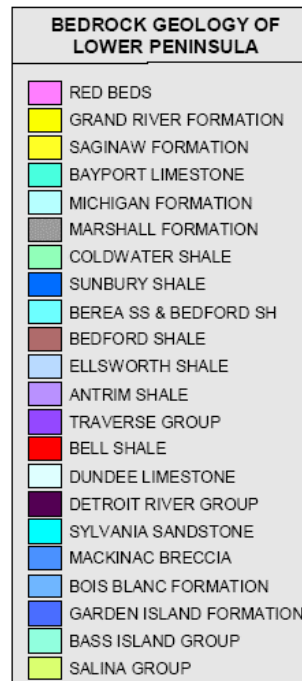 BEDROCK GEOLOGY OF
LOWER PENINSULA
RED BEDS
GRAND RIVER FORMATION
SAGINAW FORMATION
BAYPORT LIMESTONE
MICHIGAN FORMATION
MARSHALL FORMATION
COLDWATER SHALE
SUNBURY SHALE
BEREA SS & BEDFORD SH
BEDFORD SHALE
ELLSWORTH SHALE
ANTRIM SHALE
TRAVERSE GROUP
BELL SHALE
DUNDEE LIMESTONE
DETROIT RIVER GROUP
SYLVANIA SANDSTONE
MACKINAC BRECCIA
BOIS BLANC FORMATION
GARDEN ISLAND FORMATION
BASS ISLAND GROUP
SALINA GROUP